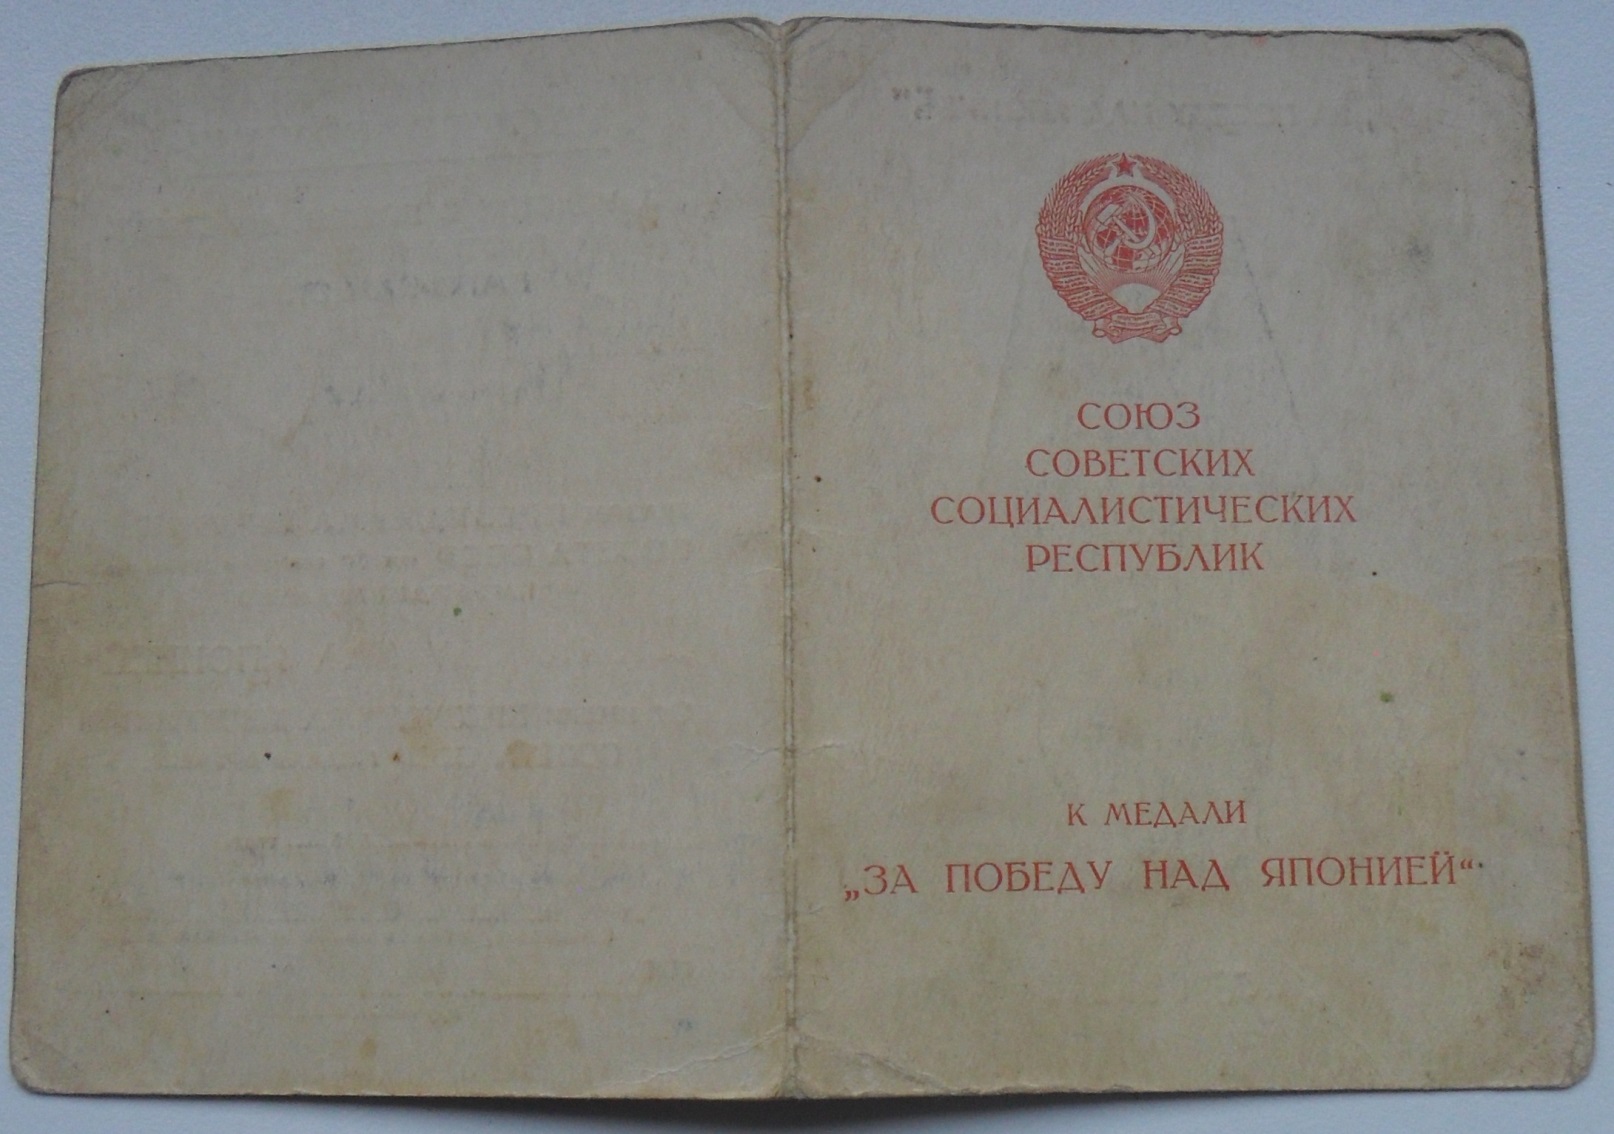 СОЮЗ
СОВЕТСКИХ
СОЦИАЛИСТИЧЕСКИХ
РЕСПУБЛИК
К МЕДАЛИ
„ЗА ПОБЕДУ НАД ЯПОНИЕЙ“